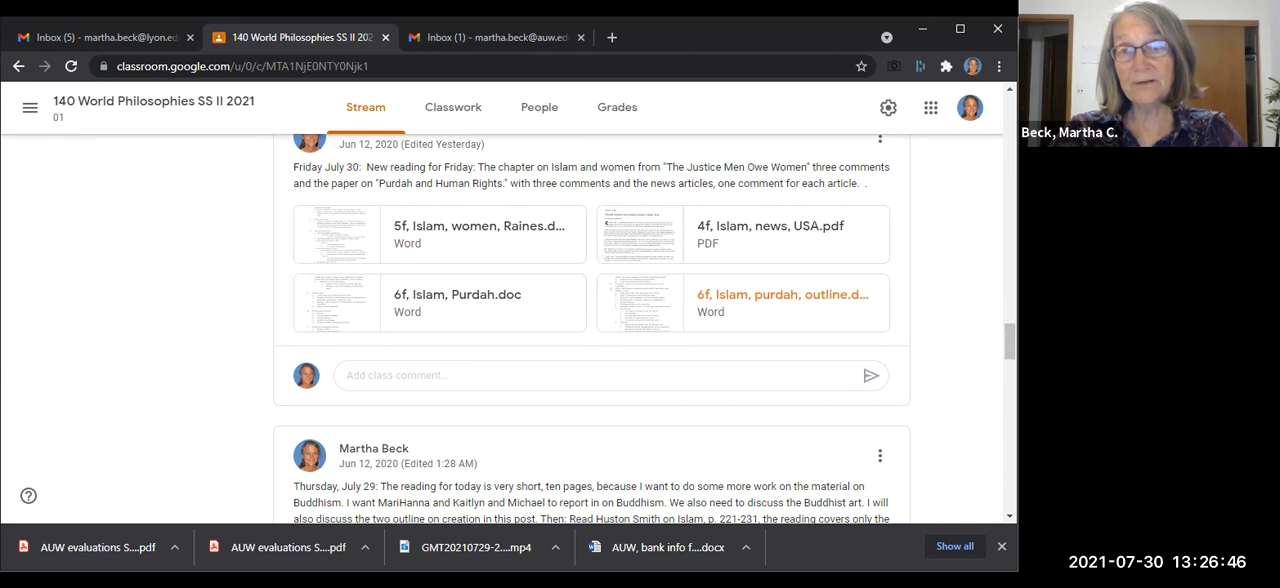 Inbox (5) - martha.beck@lyon.ed
140 World Philosophies SS II 202
Inbox (1) - martha.beck@auw.ed
classroom.google.com/u/0/c/MTA1NjE0NTY0Njk1
140 World Philosophies SS II 2021
01
Stream
Classwork
People
Grades
Beck, Martha C.
Jun 12, 2020 (Edited Yesterday)
Friday July 30: New reading for Friday: The chapter on Islam and women from "The Justice Men Owe Women" three comments
and the paper on "Purdah and Human Rights." with three comments and the news articles, one comment for each article. .
5f, Islam, women, Raines.d...
Word
4f, Islam, news, USA.pdf
PDF
6f, Islam, Purdah.doc
Word
6f, Islam, purdah, outline.d...
Word
Add class comment...
Martha Beck
Jun 12, 2020 (Edited 1:28 AM)
Thursday, July 29: The reading for today is very short, ten pages, because I want to do some more work on the material on
Buddhism. I want MariHanna and Kaitlyn and Michael to report in on Buddhism. We also need to discuss the Buddhist art. I will
also discuss the two outline on creation in this post. Then: Read Huston Smith on Islam, p. 221-231, the reading covers only the
AUW evaluations S....pdf
AUW evaluations S....pdf
GMT20210729-2....mp4
AUW, bank info f....docx
Show all
2021-07-30 13:26:46